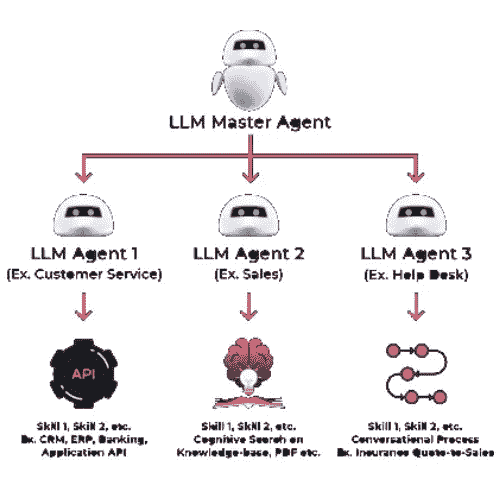 LLM Master Agent
LLM Agent 1
(Ex. Customer Service)
LLM Agent 2
(Ex. Sales)
LLM Agent 3
(Ex. Help Desk)
API
Skill 1, Skill 2, etc.
Ex. CRM, ERP, Banking,
Application API
Skill 1, Skill 2, etc.
Cognitive Search on
Knowledge-base, PDF etc.
Skill 1, Skill 2, etc.
Conversational Process
Ex. Insurance Quote-to-Sales